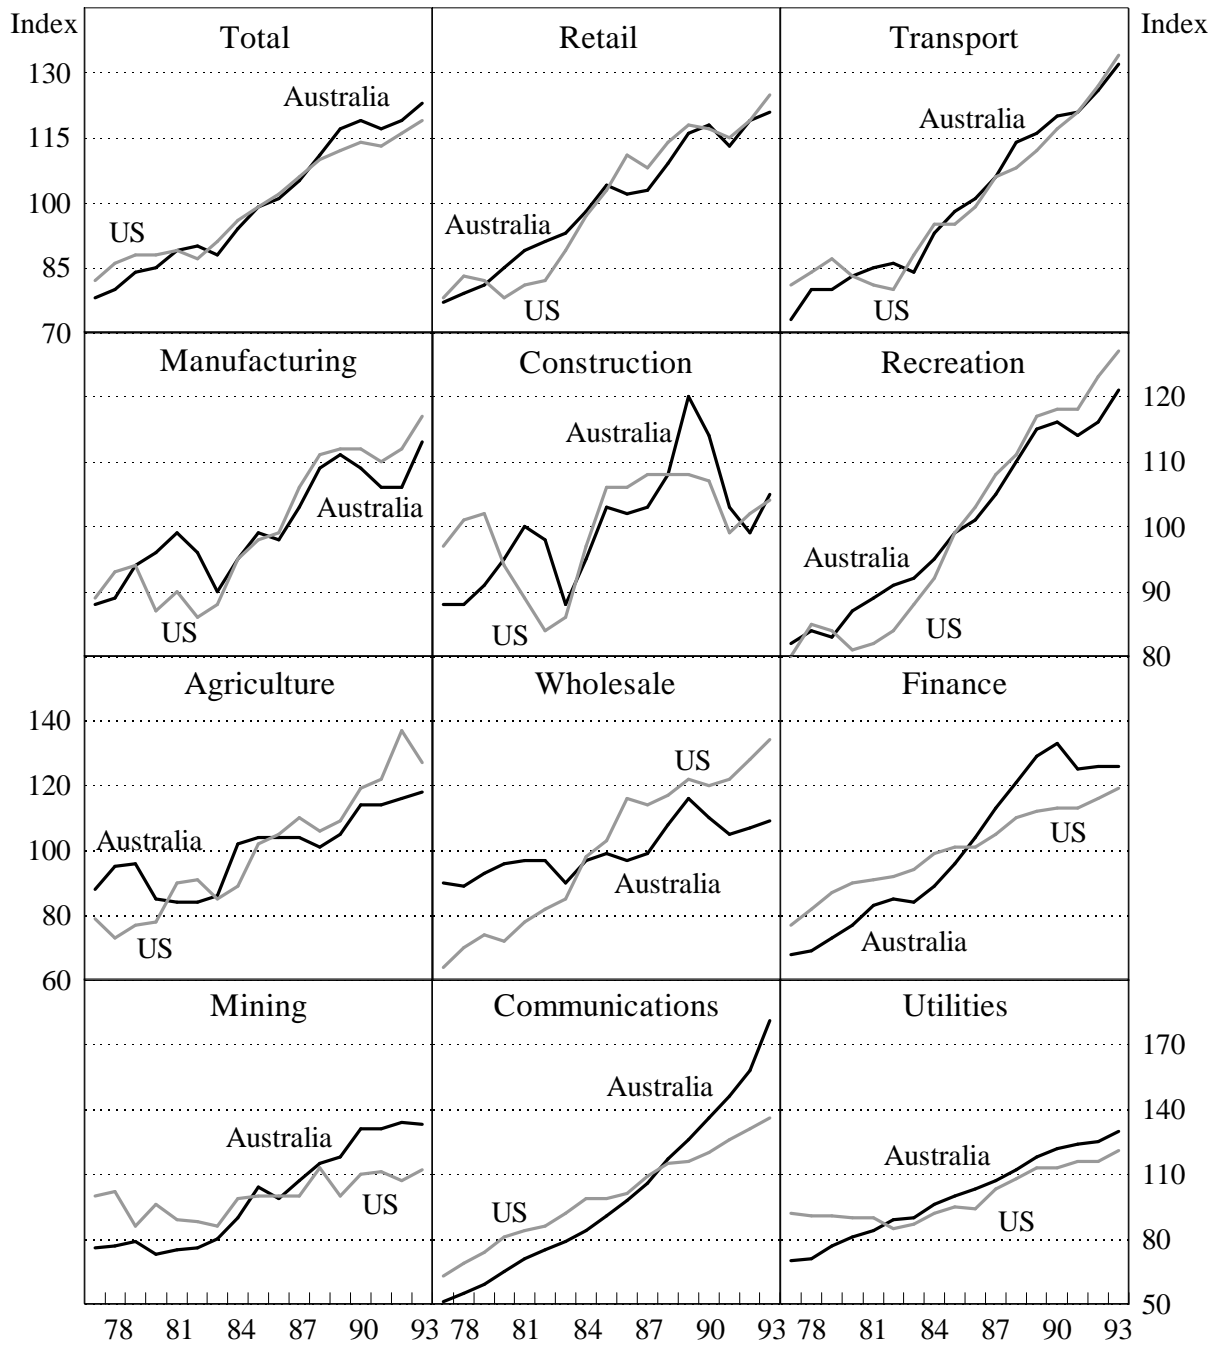 Index Index
Total Retail Transport
130
Australia
Australia
115
100
US Australia
85
US US
70
Manufacturing Construction Recreation
120
Australia
110
Australia
100
Australia
90
US US US
80
Agriculture Wholesale Finance
140
US
120
US
Australia
100
Australia
80
US Australia
60
Mining Communications Utilities
170
Australia
140
Australia
Australia
110
US US US
80
50
78 81 84 87 90 93 78 81 84 87 90 93 78 81 84 87 90 93